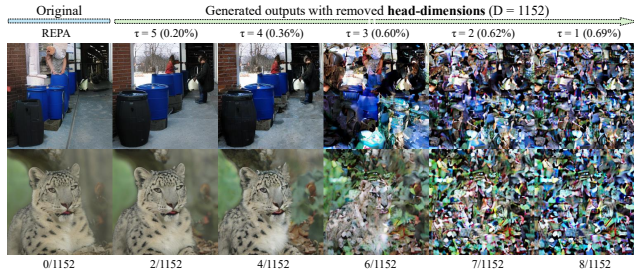 Original
Generated outputs with removed head-dimensions (D = 1152)
REPA
τ = 5 (0.20%)
τ = 4 (0.36%)
τ = 3 (0.60%)
τ = 2 (0.62%)
τ = 1 (0.69%)
0/1152
2/1152
4/1152
6/1152
7/1152
8/1152